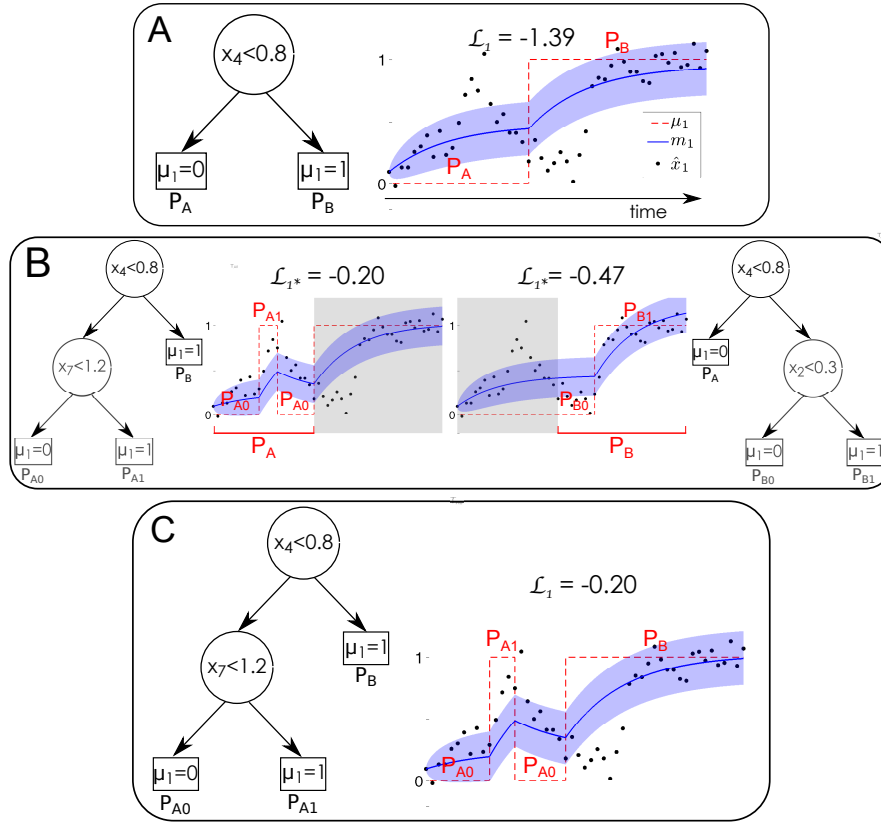 A
x4<0.8
μ1=0
μ1=1
PA
PB
ℒ1 = -1.39
PB
1
PA
0
μ1
m1
x̂1
time
B
x4<0.8
x7<1.2
μ1=1
PB
μ1=0
μ1=1
PA0
PA1
ℒ1* = -0.20
PA1
1
PA0
PA0
0
PA
ℒ1* = -0.47
PB1
1
PB0
0
PB
x4<0.8
μ1=0
PA
x2<0.3
μ1=0
μ1=1
PB0
PB1
C
x4<0.8
x7<1.2
μ1=1
PB
μ1=0
μ1=1
PA0
PA1
ℒ1 = -0.20
PA1
PB
1
PA0
PA0
0